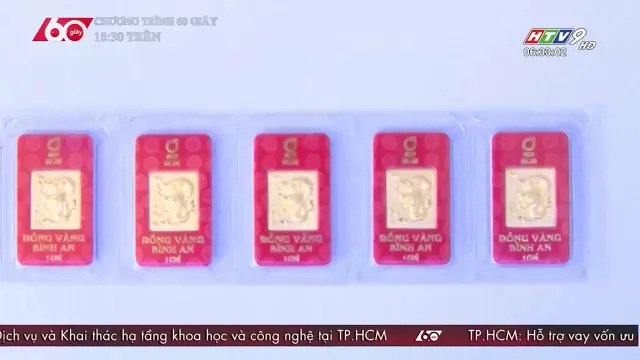 60 giây
CHƯƠNG TRÌNH 60 GIÂY
18:30 TRÊN
HTV9 HD
06:33:02
ĐỒNG VÀNG
BÌNH AN
1 CHỈ
ĐỒNG VÀNG
BÌNH AN
1 CHỈ
ĐỒNG VÀNG
BÌNH AN
1 CHỈ
ĐỒNG VÀNG
BÌNH AN
1 CHỈ
ĐỒNG VÀNG
BÌNH AN
1 CHỈ
Dịch vụ và Khai thác hạ tầng khoa học và công nghệ tại TP.HCM 60 TP.HCM: Hỗ trợ vay vốn ưu